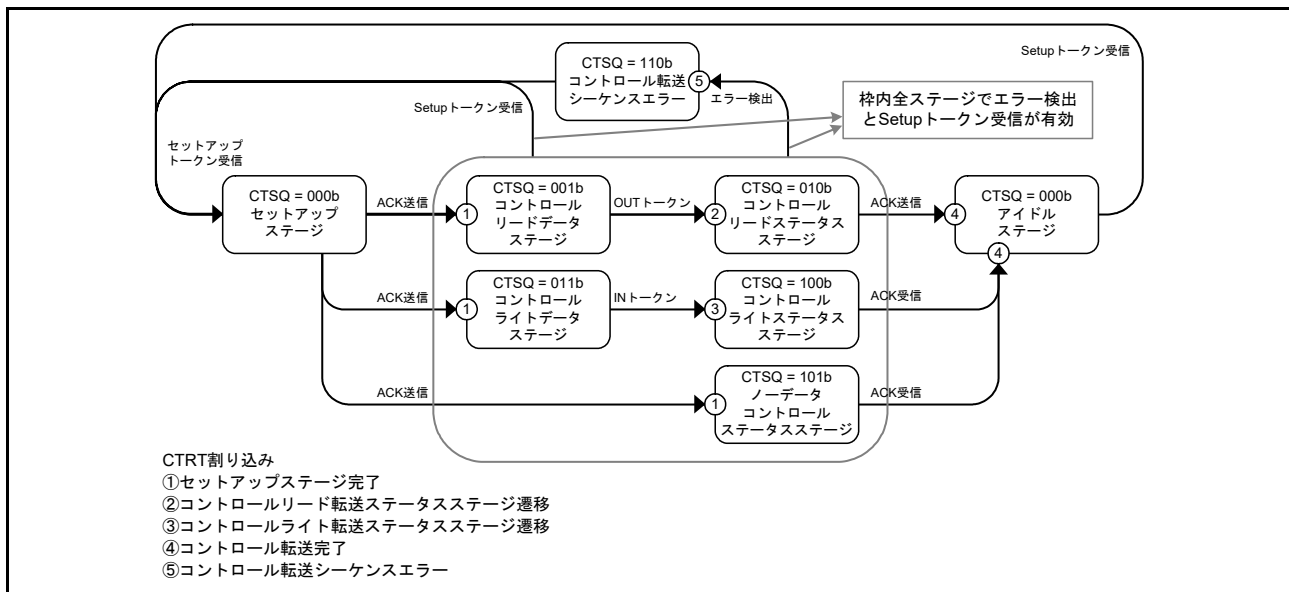 Setupトークン受信
CTSQ = 110b
コントロール転送
シーケンスエラー
⑤
エラー検出
Setupトークン受信
枠内全ステージでエラー検出
とSetupトークン受信が有効
セットアップ
トークン受信
CTSQ = 000b
セットアップ
ステージ
ACK送信
①
CTSQ = 001b
コントロール
リードデータ
ステージ
OUTトークン
②
CTSQ = 010b
コントロール
リードステータス
ステージ
ACK送信
④
CTSQ = 000b
アイドル
ステージ
④
ACK送信
①
CTSQ = 011b
コントロール
ライトデータ
ステージ
INトークン
③
CTSQ = 100b
コントロール
ライトステータス
ステージ
ACK受信
ACK送信
①
CTSQ = 101b
ノーデータ
コントロール
ステータスステージ
ACK受信
CTRT割り込み
①セットアップステージ完了
②コントロールリード転送ステータスステージ遷移
③コントロールライト転送ステータスステージ遷移
④コントロール転送完了
⑤コントロール転送シーケンスエラー